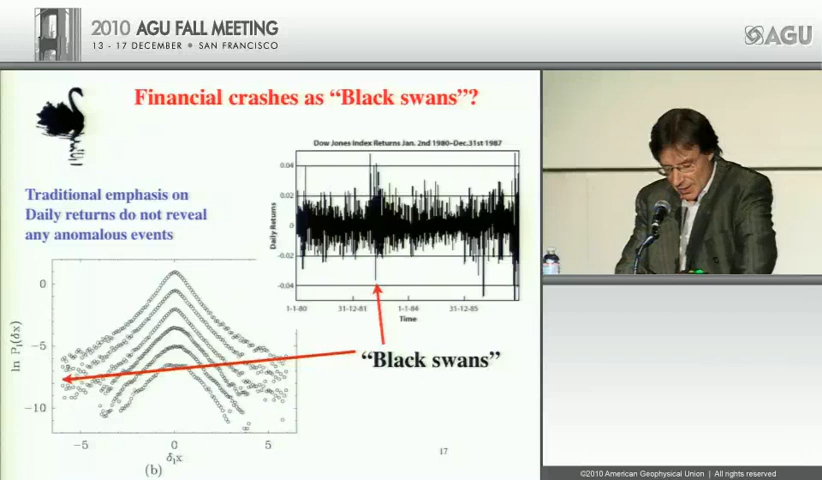 2010 AGU FALL MEETING
13 - 17 DECEMBER • SAN FRANCISCO
AGU
Financial crashes as “Black swans”?
Traditional emphasis on
Daily returns do not reveal
any anomalous events
Dow Jones Index Returns Jan. 2nd 1980–Dec.31st 1987
0.04
0.02
0
-0.02
-0.04
Daily Returns
1-1-80
31-12-81
1-1-84
31-12-85
Time
“Black swans”
0
−5
−10
ln Pₗ(δx)
−5
0
5
δₗx
(b)
17
©2010 American Geophysical Union | All rights reserved